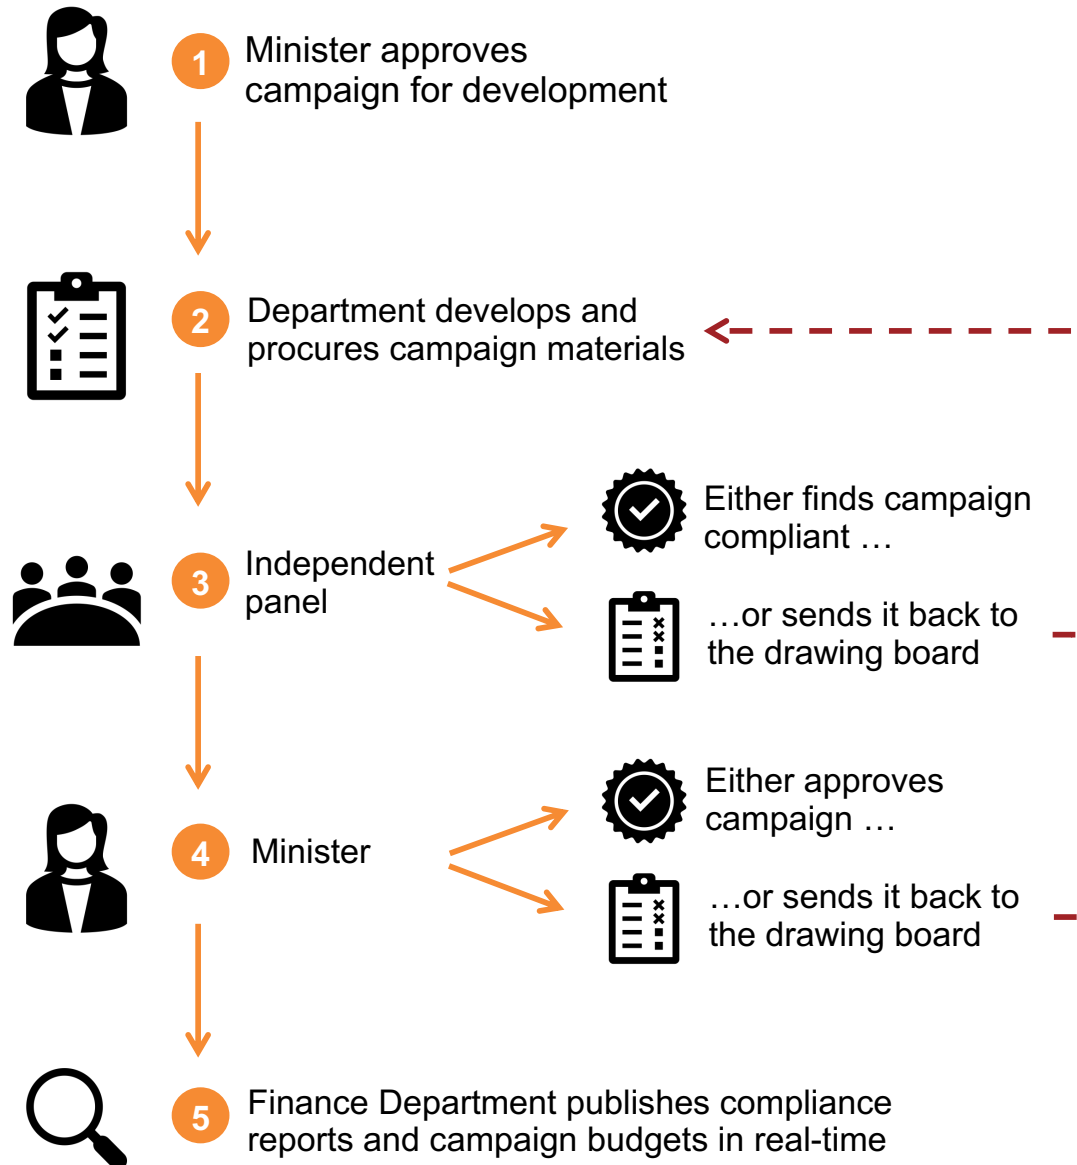 1 Minister approves
campaign for development
2 Department develops and
procures campaign materials
3 Independent
panel
Either finds campaign
compliant …
…or sends it back to
the drawing board
4 Minister
Either approves
campaign …
…or sends it back to
the drawing board
5 Finance Department publishes compliance
reports and campaign budgets in real-time